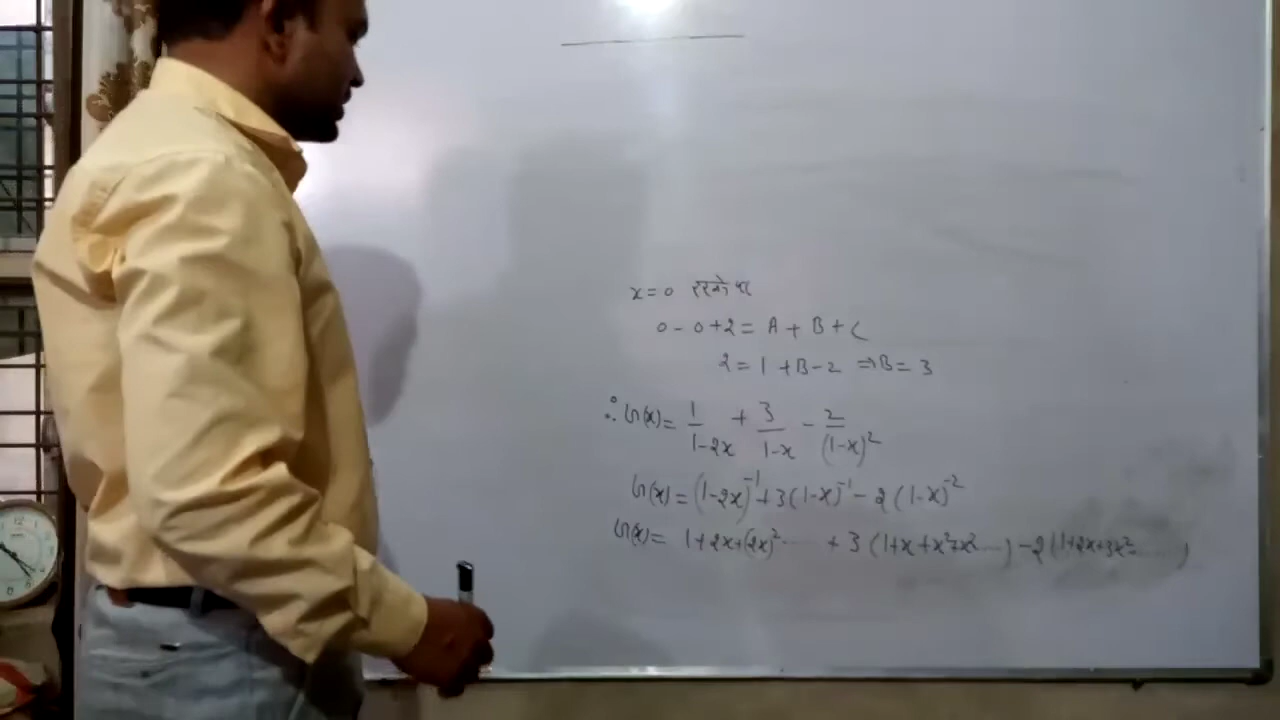 x = 0 रखने पर
0 - 0 + 2 = A + B + C
2 = 1 + B - 2 ⇒ B = 3
∴ G(x) = 1/(1-2x) + 3/(1-x) - 2/(1-x)²
G(x) = (1-2x)⁻¹ + 3(1-x)⁻¹ - 2(1-x)⁻²
G(x) = 1 + 2x + (2x)² ..... + 3(1 + x + x² + x² ....) - 2(1 + 2x + 3x² ......)